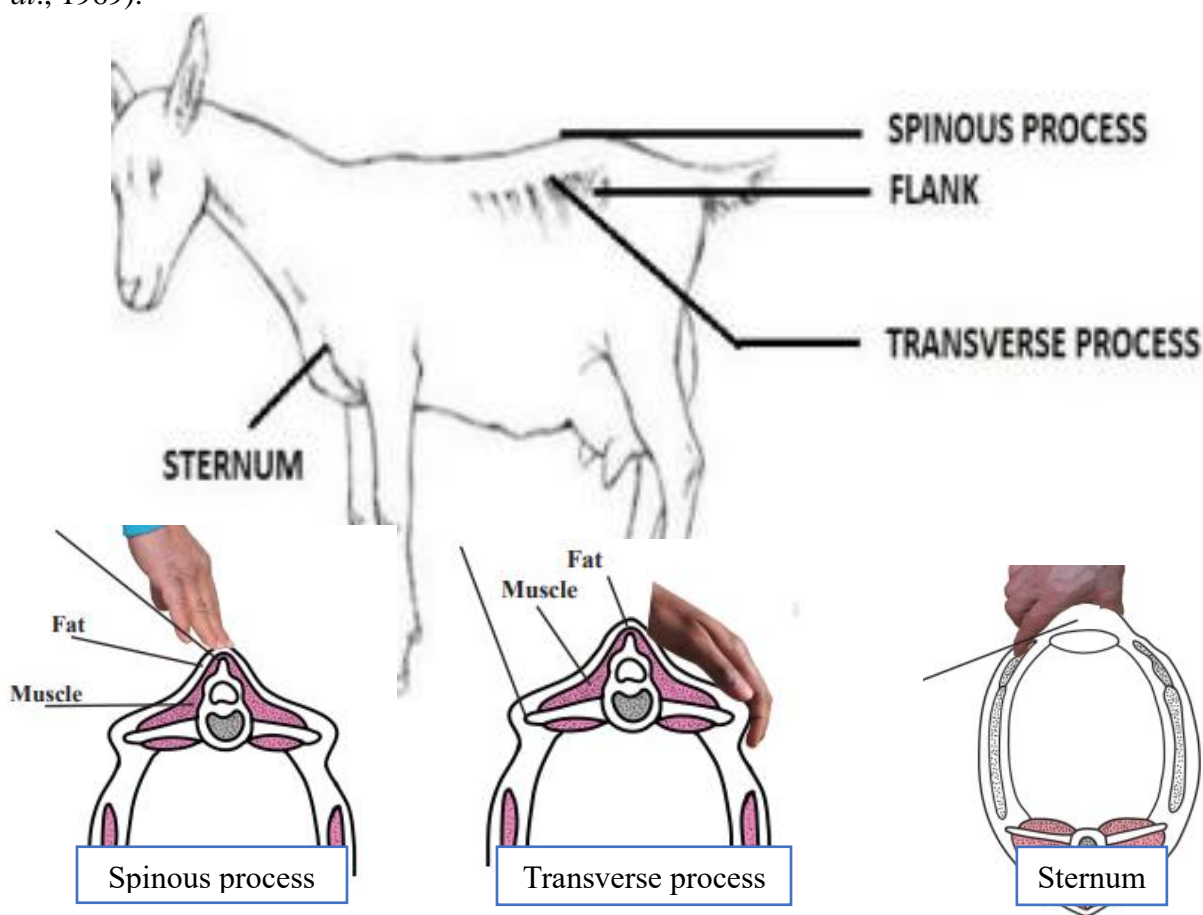 al., 1989).
SPINOUS PROCESS
FLANK
TRANSVERSE PROCESS
STERNUM
Fat
Muscle
Fat
Muscle
Spinous process
Transverse process
Sternum